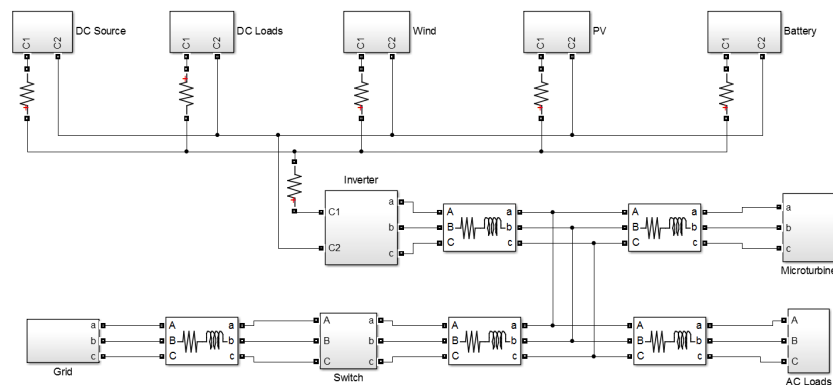 DC Source
DC Loads
Wind
PV
Battery
C1 C2 C1 C2 C1 C2 C1 C2 C1 C2
Inverter
C1
C2
a
b
c
A
B
C
a
b
c
A
B
C
a
b
c
a
b
c
Microturbine
a
b
c
Grid
A
B
C
a
b
c
A
B
C
a
b
c
Switch
A
B
C
a
b
c
A
B
C
a
b
c
A
B
C
AC Loads